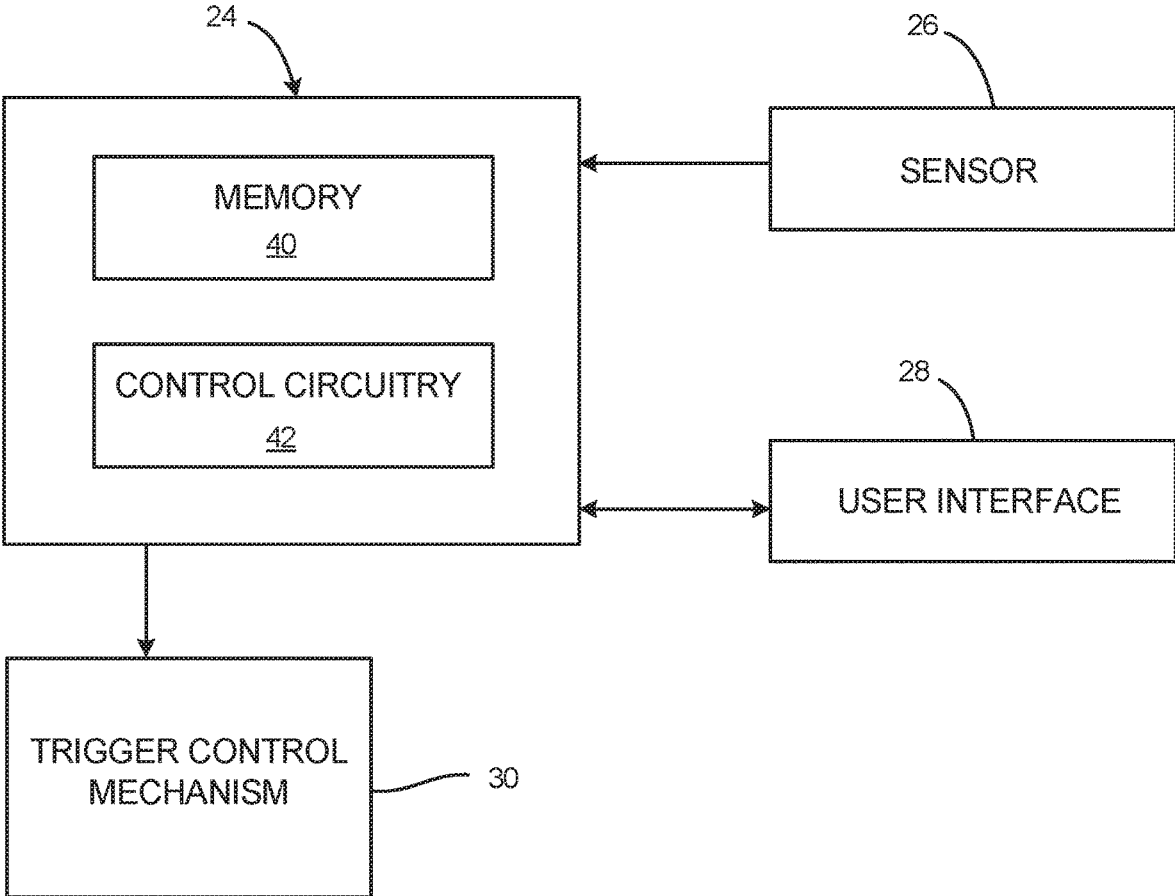 24
26
MEMORY
40
SENSOR
CONTROL CIRCUITRY
42
28
USER INTERFACE
TRIGGER CONTROL
MECHANISM
30